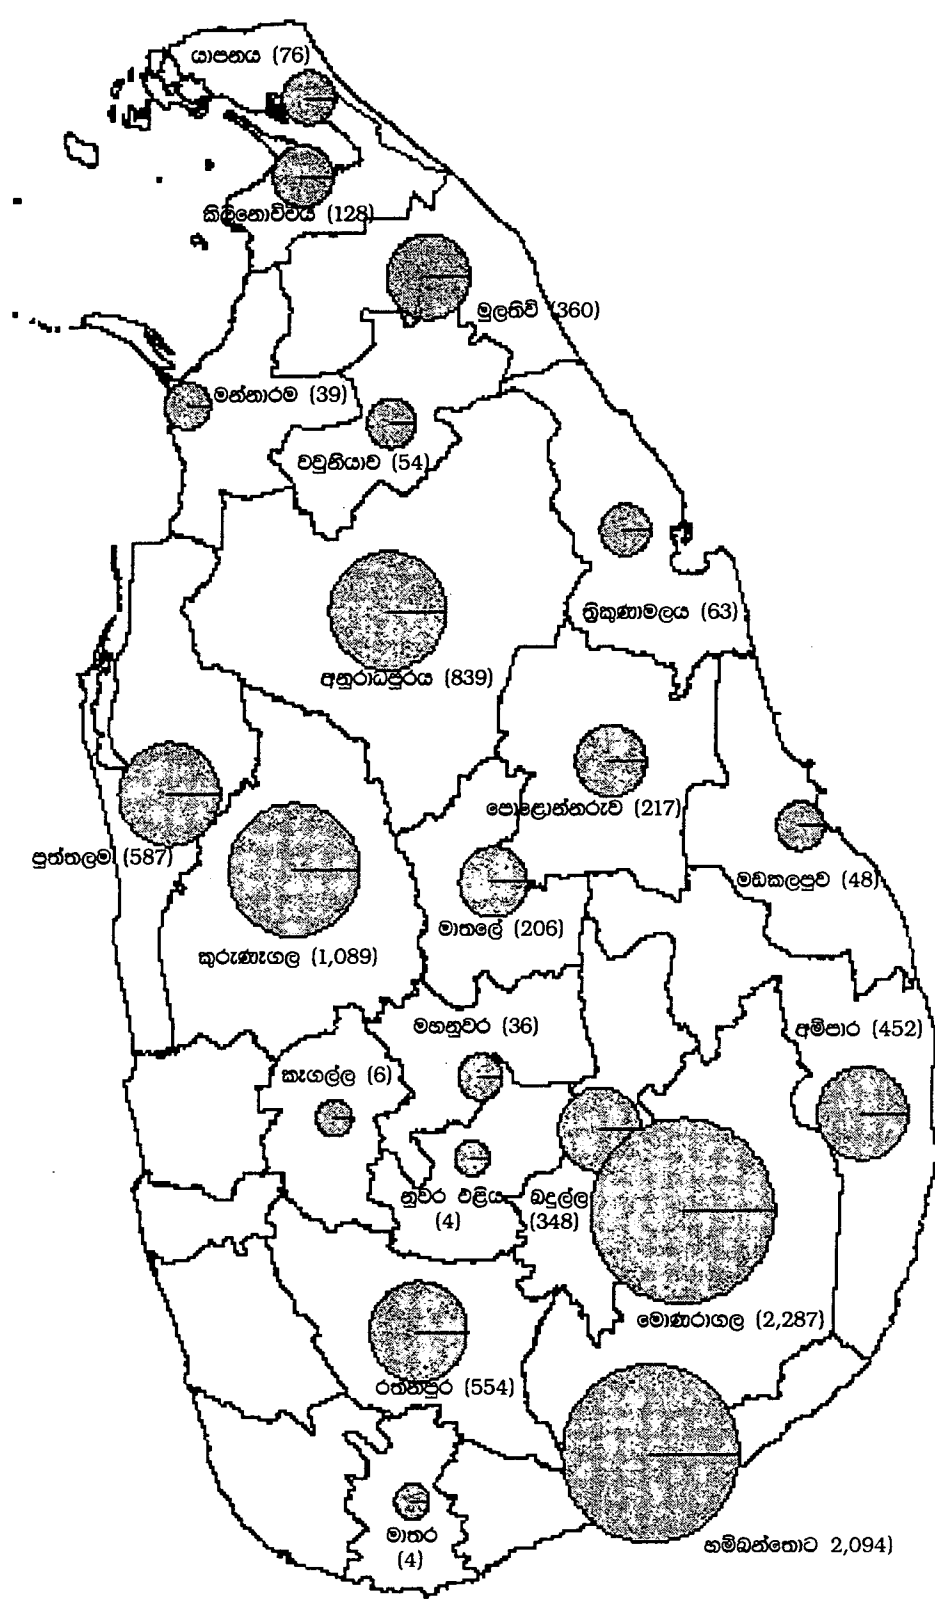 යාපනය (76)
කිලිනොච්චිය (128)
මුලතිව් (360)
මන්නාරම (39)
වවුනියාව (54)
ත්‍රිකුණාමලය (63)
අනුරාධපුරය (839)
පොළොන්නරුව (217)
පුත්තලම (587)
මඩකලපුව (48)
මාතලේ (206)
කුරුණෑගල (1,089)
මහනුවර (36)
අම්පාර (452)
කෑගල්ල (6)
නුවර එළිය
(4)
බදුල්ල
(348)
මොණරාගල (2,287)
රත්නපුර (554)
මාතර
(4)
හම්බන්තොට 2,094)